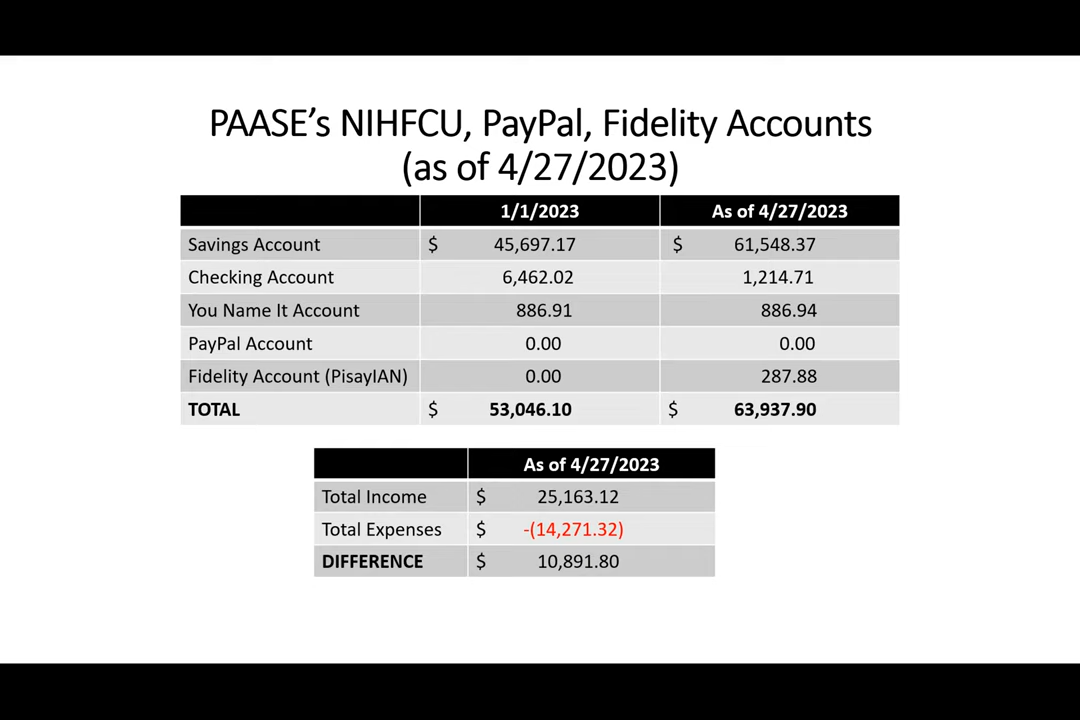 PAASE’s NIHFCU, PayPal, Fidelity Accounts
(as of 4/27/2023)
1/1/2023 As of 4/27/2023
Savings Account $ 45,697.17 $ 61,548.37
Checking Account 6,462.02 1,214.71
You Name It Account 886.91 886.94
PayPal Account 0.00 0.00
Fidelity Account (PisayIAN) 0.00 287.88
TOTAL $ 53,046.10 $ 63,937.90
As of 4/27/2023
Total Income $ 25,163.12
Total Expenses $ -(14,271.32)
DIFFERENCE $ 10,891.80